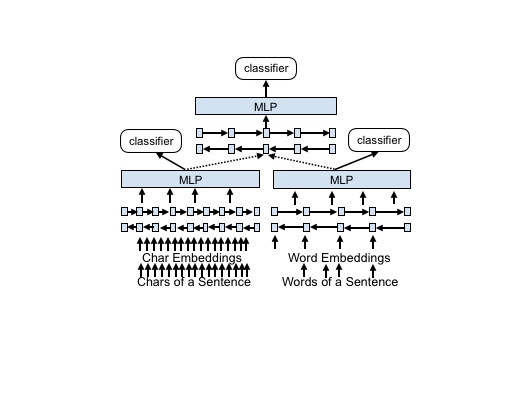 classifier
MLP
classifier
classifier
MLP
MLP
Char Embeddings
Word Embeddings
Chars of a Sentence
Words of a Sentence